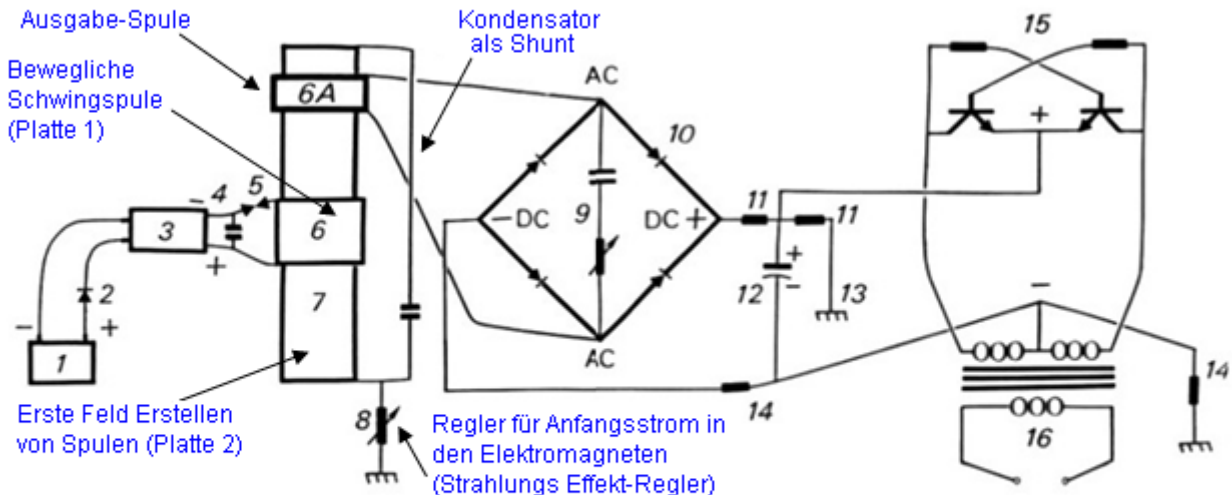 Ausgabe-Spule
Kondensator
als Shunt
15
Bewegliche
Schwingspule
(Platte 1)
6A
AC
+
10
- 4 5
9
11
11
- DC
DC +
3
6
+
+
12 -
13
2
7
- +
-
1
AC
14
14
Erste Feld Erstellen
von Spulen (Platte 2)
8
Regler für Anfangsstrom in
den Elektromagneten
(Strahlungs Effekt-Regler)
16